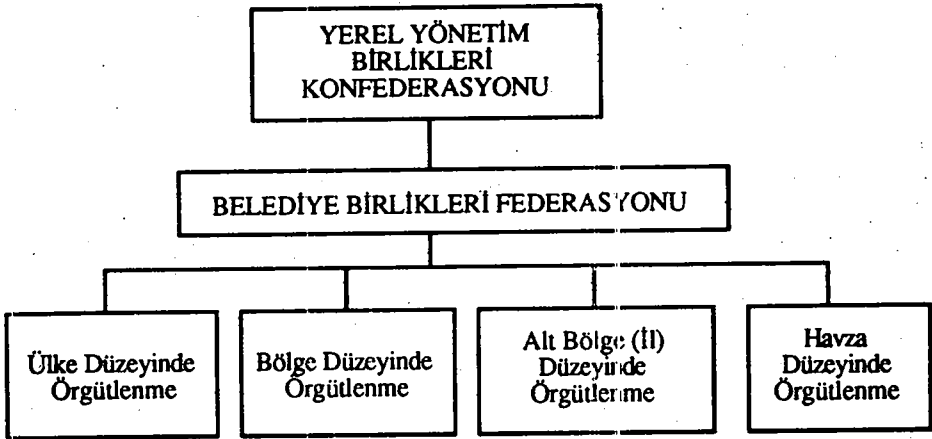 YEREL YÖNETİM
BİRLİKLERİ
KONFEDERASYONU
BELEDİYE BİRLİKLERİ FEDERASYONU
Ülke Düzeyinde
Örgütlenme
Bölge Düzeyinde
Örgütlenme
Alt Bölge (İl)
Düzeyinde
Örgütlenme
Havza
Düzeyinde
Örgütlenme